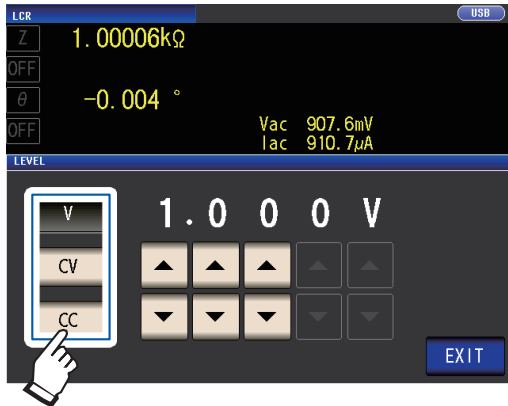 LCR USB
Z 1.00006kΩ
OFF
θ -0.004 °
OFF
Vac 907.6mV
Iac 910.7μA
LEVEL
V 1.000 V
CV
CC
EXIT